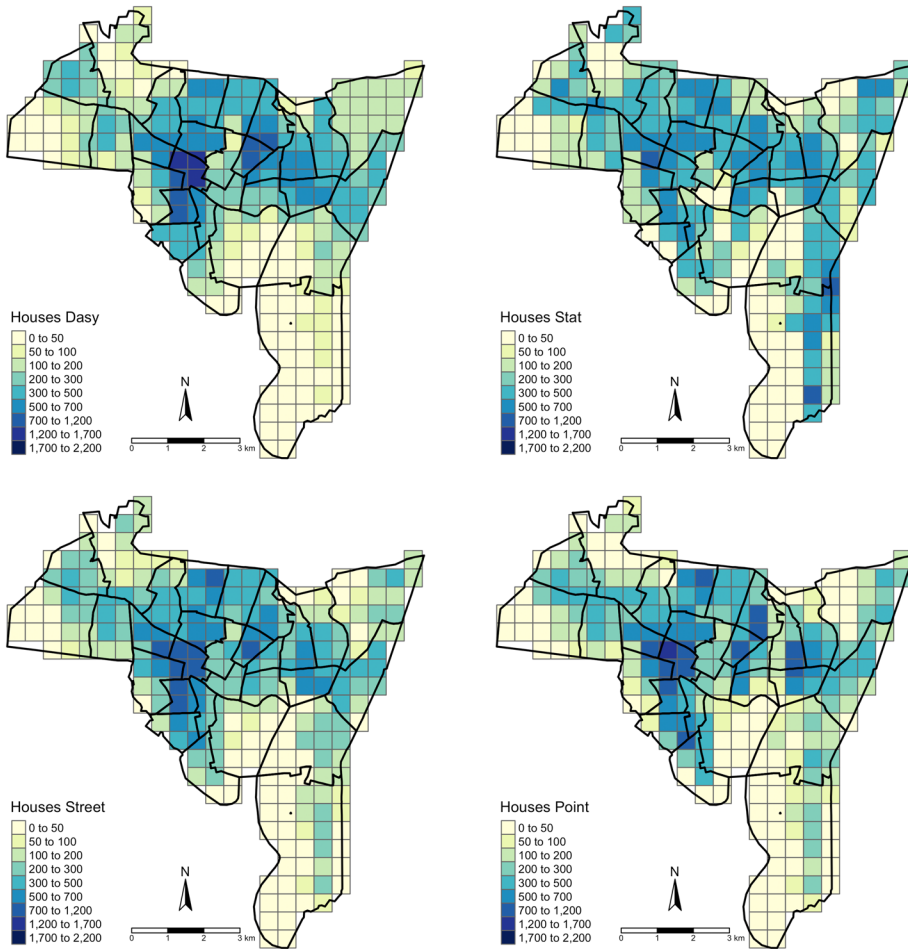 Houses Dasy
0 to 50
50 to 100
100 to 200
200 to 300
300 to 500
500 to 700
700 to 1,200
1,200 to 1,700
1,700 to 2,200
N
0 1 2 3 km
Houses Stat
0 to 50
50 to 100
100 to 200
200 to 300
300 to 500
500 to 700
700 to 1,200
1,200 to 1,700
1,700 to 2,200
N
0 1 2 3 km
Houses Street
0 to 50
50 to 100
100 to 200
200 to 300
300 to 500
500 to 700
700 to 1,200
1,200 to 1,700
1,700 to 2,200
N
0 1 2 3 km
Houses Point
0 to 50
50 to 100
100 to 200
200 to 300
300 to 500
500 to 700
700 to 1,200
1,200 to 1,700
1,700 to 2,200
N
0 1 2 3 km